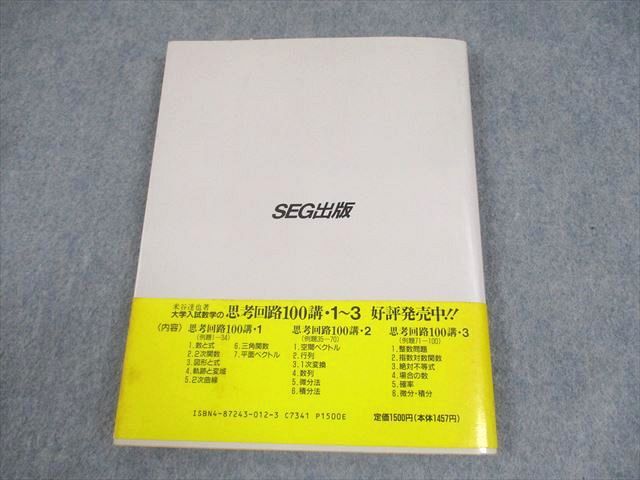 SEG出版
米谷達也著
大学入試数学の 思考回路100講・1〜3 好評発売中!!
〈内容〉 思考回路100講・1
(例題1—34)
1.数と式
2.2次関数
3.図形と式
4.軌跡と変域
5.2次曲線
6.三角関数
7.平面ベクトル
思考回路100講・2
(例題35—70)
1.空間ベクトル
2.行列
3.1次変換
4.数列
5.微分法
6.積分法
思考回路100講・3
(例題71—100)
1.整数問題
2.指数対数関数
3.絶対不等式
4.場合の数
5.確率
6.微分・積分
ISBN4-87243-012-3 C7341 P1500E
定価1500円(本体1457円)